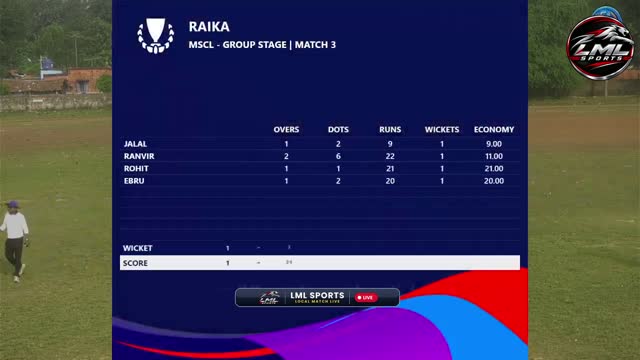 RAIKA
MSCL - GROUP STAGE | MATCH 3
LML
SPORTS
OVERS DOTS RUNS WICKETS ECONOMY
JALAL 1 2 9 1 9.00
RANVIR 2 6 22 1 11.00
ROHIT 1 1 21 1 21.00
EBRU 1 2 20 1 20.00
WICKET 1 -
SCORE 1 -
LML SPORTS LIVE
LOCAL MATCH LIVE